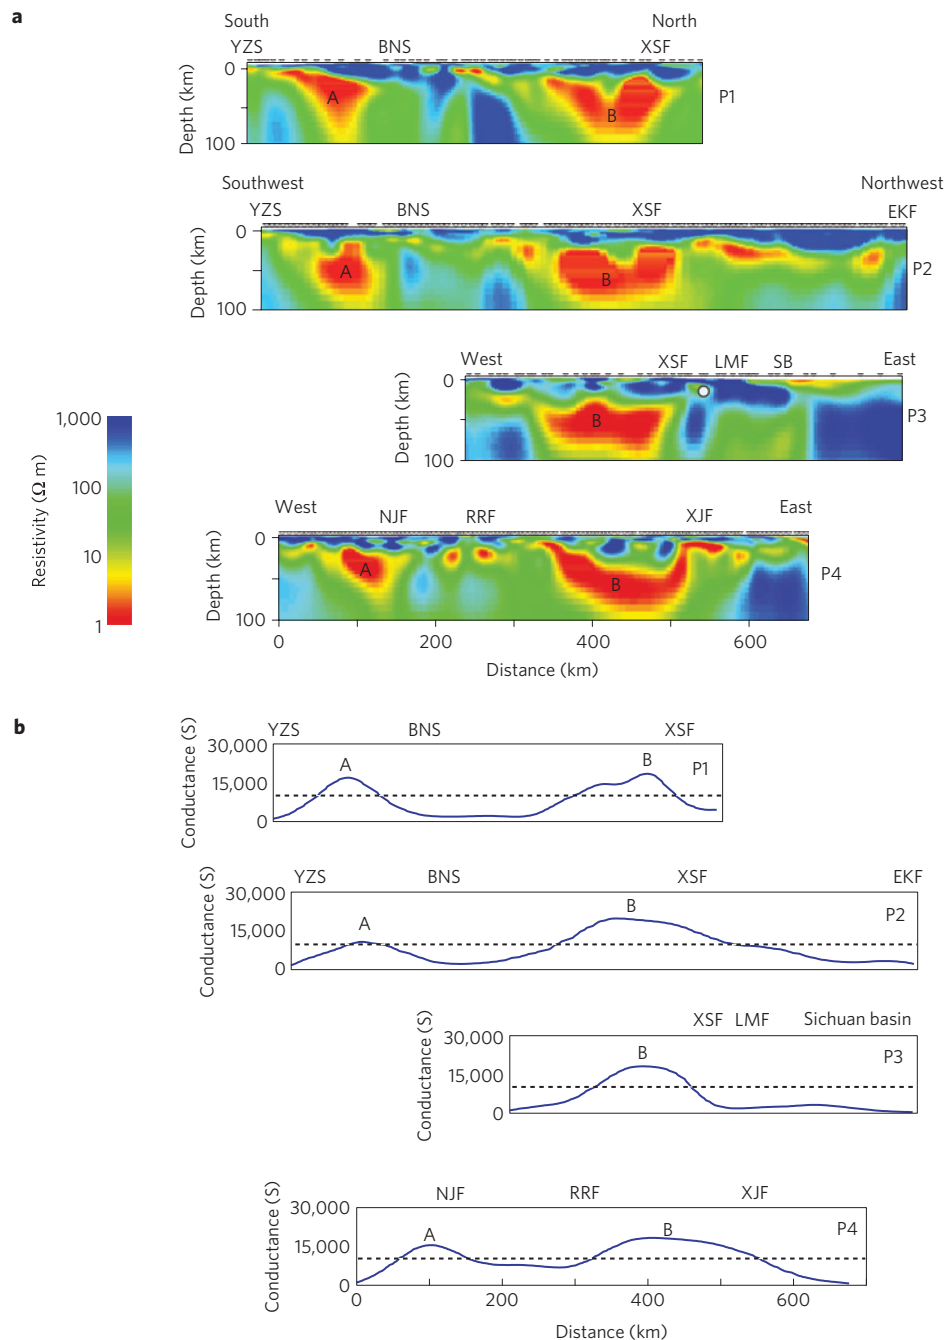 a
South North
YZS BNS XSF
0
Depth (km)
100
A
B
P1
Southwest Northwest
YZS BNS XSF EKF
0
Depth (km)
100
A
B
P2
West XSF LMF SB East
0
Depth (km)
100
B
P3
1,000
100
10
1
Resistivity (Ω m)
West NJF RRF XJF East
0
Depth (km)
100
A
B
P4
0 200 400 600
Distance (km)
b
YZS BNS XSF
30,000
15,000
0
Conductance (S)
A
B
P1
YZS BNS XSF EKF
30,000
15,000
0
Conductance (S)
A
B
P2
XSF LMF Sichuan basin
30,000
15,000
0
Conductance (S)
B
P3
NJF RRF XJF
30,000
15,000
0
Conductance (S)
A
B
P4
0 200 400 600
Distance (km)